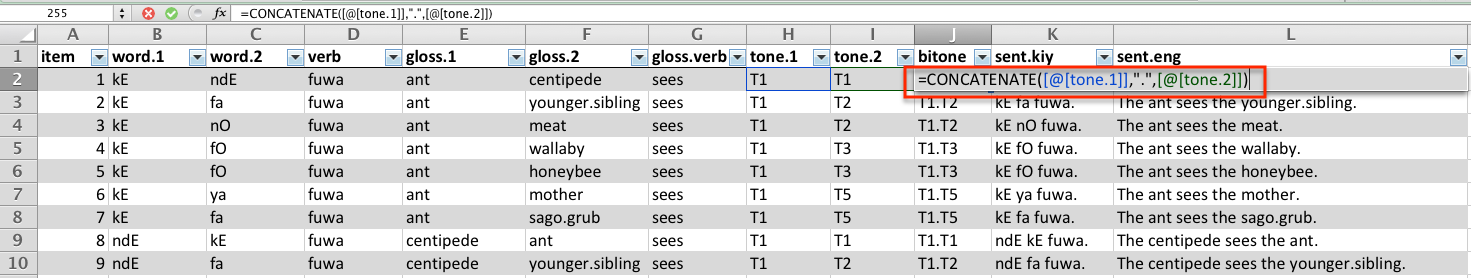 255 fx =CONCATENATE([@[tone.1]],".",[@[tone.2]])
A B C D E F G H I J K L
1 item word.1 word.2 verb gloss.1 gloss.2 gloss.verb tone.1 tone.2 bitone sent.kiy sent.eng
2 1 kE ndE fuwa ant centipede sees T1 T1 =CONCATENATE([@[tone.1]],".",[@[tone.2]])
3 2 kE fa fuwa ant younger.sibling sees T1 T2 T1.T2 kE fa fuwa. The ant sees the younger.sibling.
4 3 kE nO fuwa ant meat sees T1 T2 T1.T2 kE nO fuwa. The ant sees the meat.
5 4 kE fO fuwa ant wallaby sees T1 T3 T1.T3 kE fO fuwa. The ant sees the wallaby.
6 5 kE fO fuwa ant honeybee sees T1 T3 T1.T3 kE fO fuwa. The ant sees the honeybee.
7 6 kE ya fuwa ant mother sees T1 T5 T1.T5 kE ya fuwa. The ant sees the mother.
8 7 kE fa fuwa ant sago.grub sees T1 T5 T1.T5 kE fa fuwa. The ant sees the sago.grub.
9 8 ndE kE fuwa centipede ant sees T1 T1 T1.T1 ndE kE fuwa. The centipede sees the ant.
10 9 ndE fa fuwa centipede younger.sibling sees T1 T2 T1.T2 ndE fa fuwa. The centipede sees the younger.sibling.